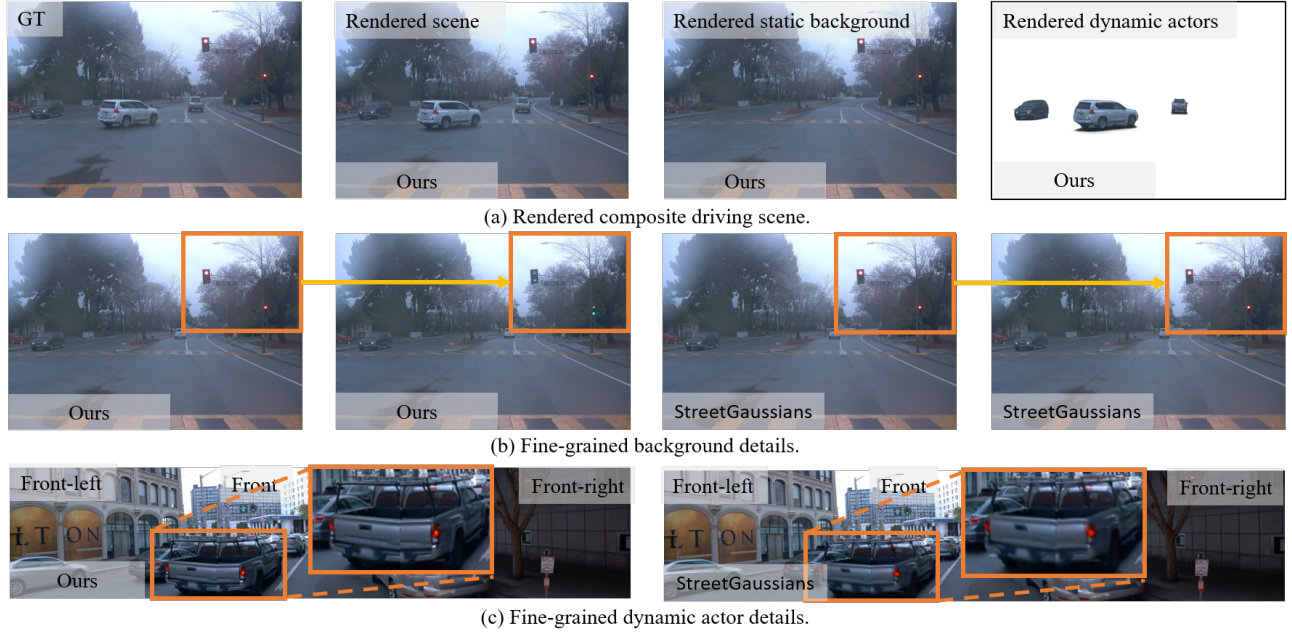 GT
Rendered scene
Rendered static background
Rendered dynamic actors
Ours
Ours
Ours
(a) Rendered composite driving scene.
Ours
Ours
StreetGaussians
StreetGaussians
(b) Fine-grained background details.
Front-left
Front
Front-right
Front-left
Front
Front-right
LTON
LTON
Ours
StreetGaussians
(c) Fine-grained dynamic actor details.